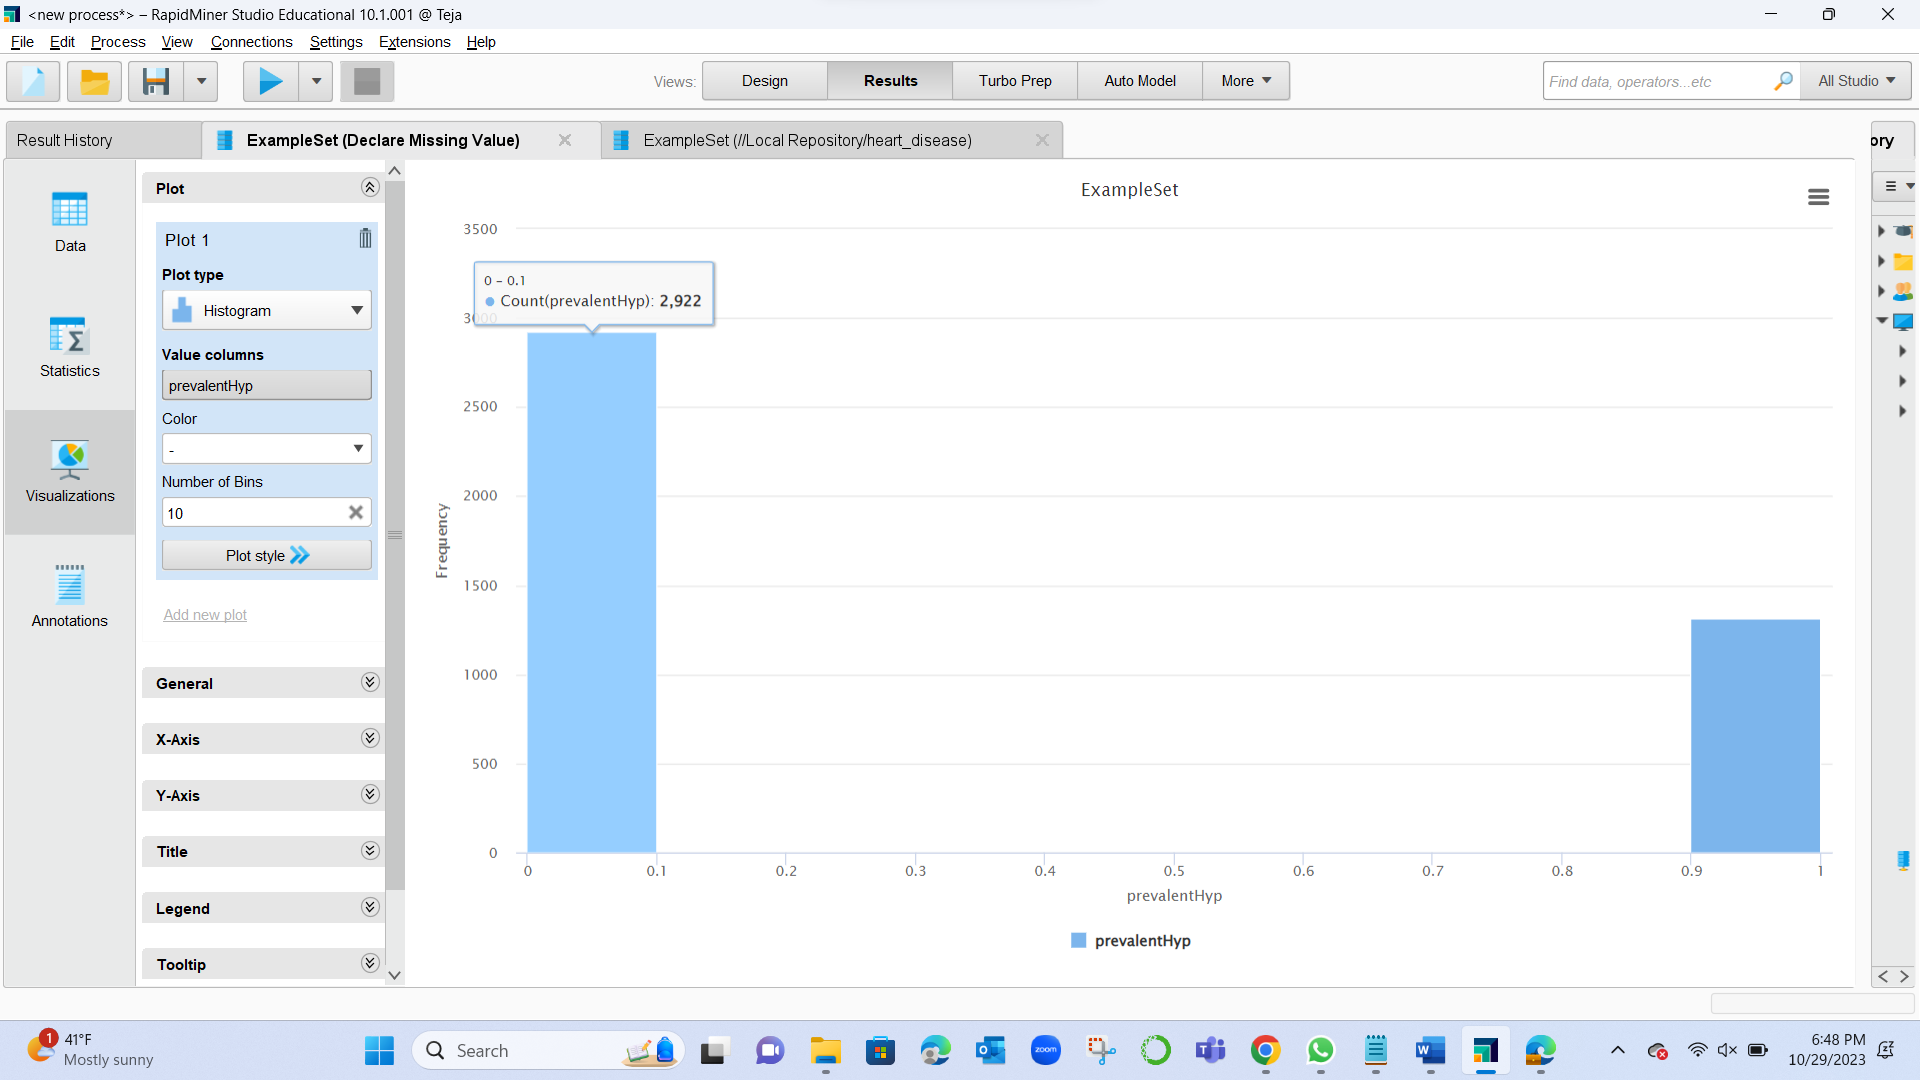 <new process*> – RapidMiner Studio Educational 10.1.001 @ Teja
File Edit Process View Connections Settings Extensions Help
Views: Design Results Turbo Prep Auto Model More
Find data, operators...etc
All Studio
Result History
ExampleSet (Declare Missing Value)
ExampleSet (//Local Repository/heart_disease)
ory
Data
Statistics
Visualizations
Annotations
Plot
Plot 1
Plot type
Histogram
Value columns
prevalentHyp
Color
-
Number of Bins
10
Plot style
Add new plot
General
X-Axis
Y-Axis
Title
Legend
Tooltip
ExampleSet
3500
3000
2500
2000
1500
1000
500
0
Frequency
0 – 0.1
Count(prevalentHyp): 2,922
0 0.1 0.2 0.3 0.4 0.5 0.6 0.7 0.8 0.9 1
prevalentHyp
prevalentHyp
1
41°F
Mostly sunny
Search
zoom
6:48 PM
10/29/2023